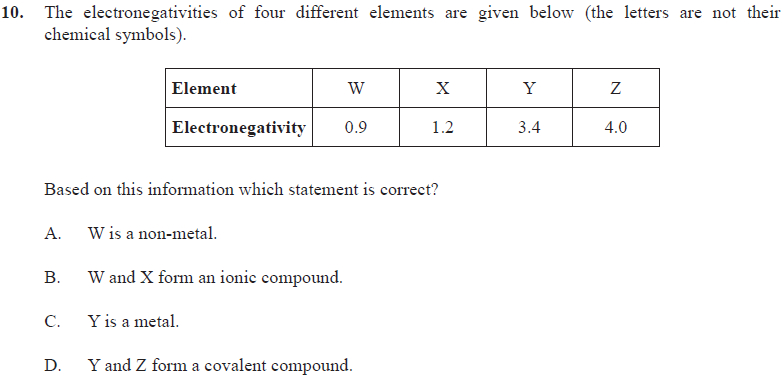 10. The electronegativities of four different elements are given below (the letters are not their
chemical symbols).
Element W X Y Z
Electronegativity 0.9 1.2 3.4 4.0
Based on this information which statement is correct?
A. W is a non-metal.
B. W and X form an ionic compound.
C. Y is a metal.
D. Y and Z form a covalent compound.